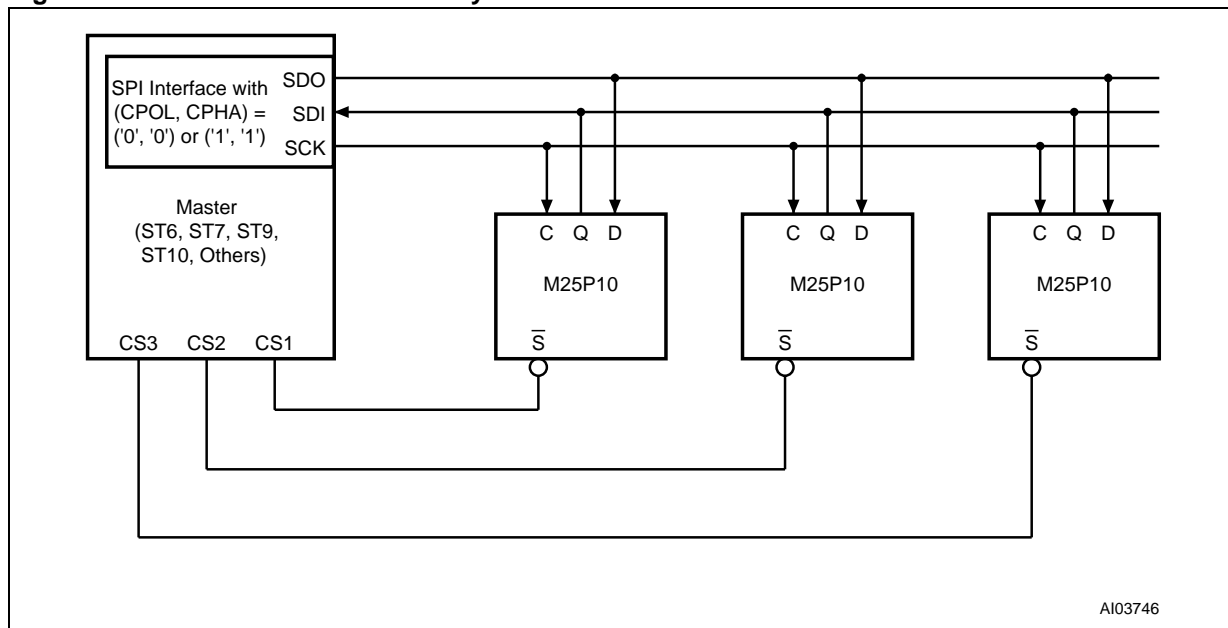 SPI Interface with
(CPOL, CPHA) =
('0', '0') or ('1', '1')
SDO
SDI
SCK
Master
(ST6, ST7, ST9,
ST10, Others)
CS3 CS2 CS1
C Q D
M25P10
S̅
C Q D
M25P10
S̅
C Q D
M25P10
S̅
AI03746